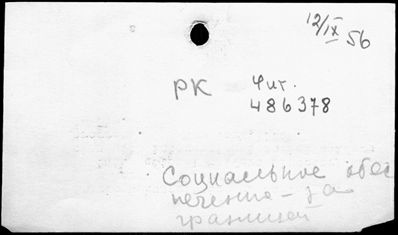 12/IX 56
РК Чит.
486378
Социальное обес
печение – за
границей